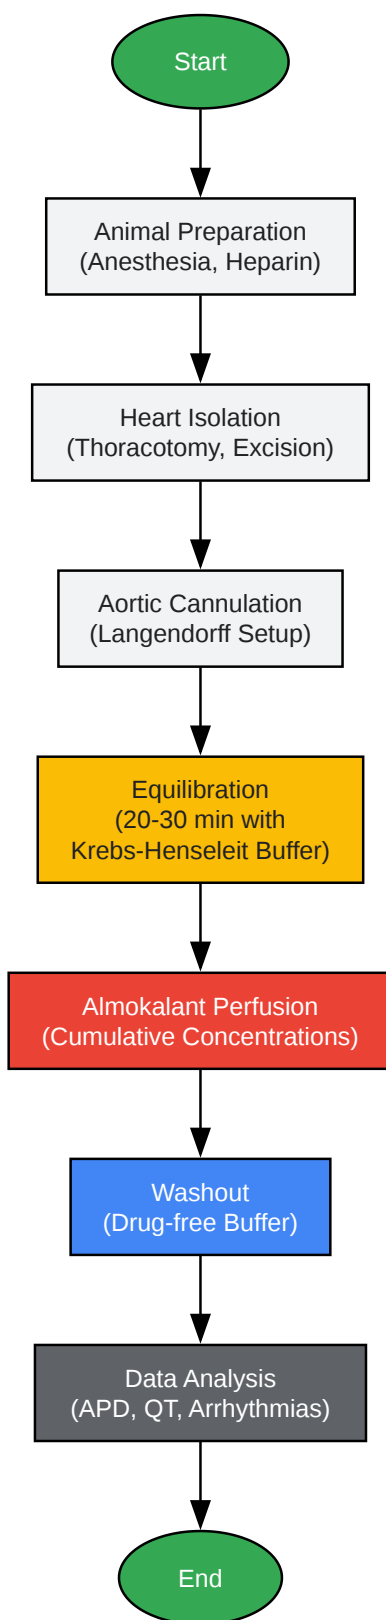 Start
Animal Preparation
(Anesthesia, Heparin)
Heart Isolation
(Thoracotomy, Excision)
Aortic Cannulation
(Langendorff Setup)
Equilibration
(20-30 min with
Krebs-Henseleit Buffer)
Almokalant Perfusion
(Cumulative Concentrations)
Washout
(Drug-free Buffer)
Data Analysis
(APD, QT, Arrhythmias)
End